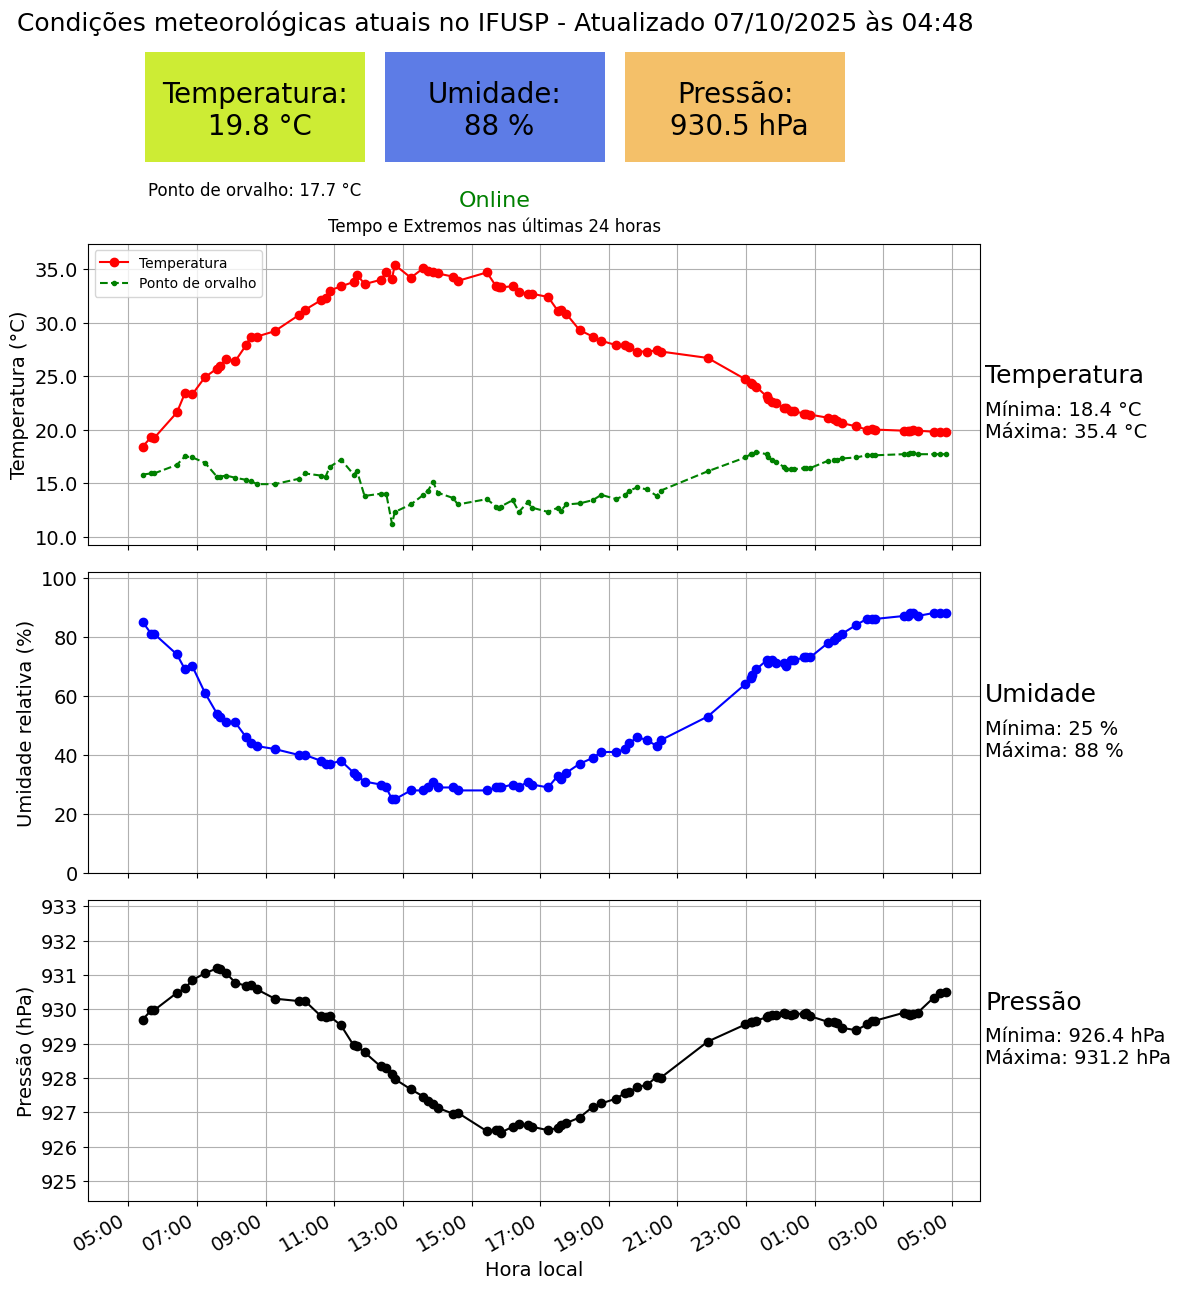 Condições meteorológicas atuais no IFUSP - Atualizado 07/10/2025 às 04:48
Temperatura:
19.8 °C
Umidade:
88 %
Pressão:
930.5 hPa
Ponto de orvalho: 17.7 °C
Online
Tempo e Extremos nas últimas 24 horas
Temperatura
Ponto de orvalho
Temperatura (°C)
35.0
30.0
25.0
20.0
15.0
10.0
Temperatura
Mínima: 18.4 °C
Máxima: 35.4 °C
Umidade relativa (%)
100
80
60
40
20
0
Umidade
Mínima: 25 %
Máxima: 88 %
Pressão (hPa)
933
932
931
930
929
928
927
926
925
Pressão
Mínima: 926.4 hPa
Máxima: 931.2 hPa
05:00 07:00 09:00 11:00 13:00 15:00 17:00 19:00 21:00 23:00 01:00 03:00 05:00
Hora local